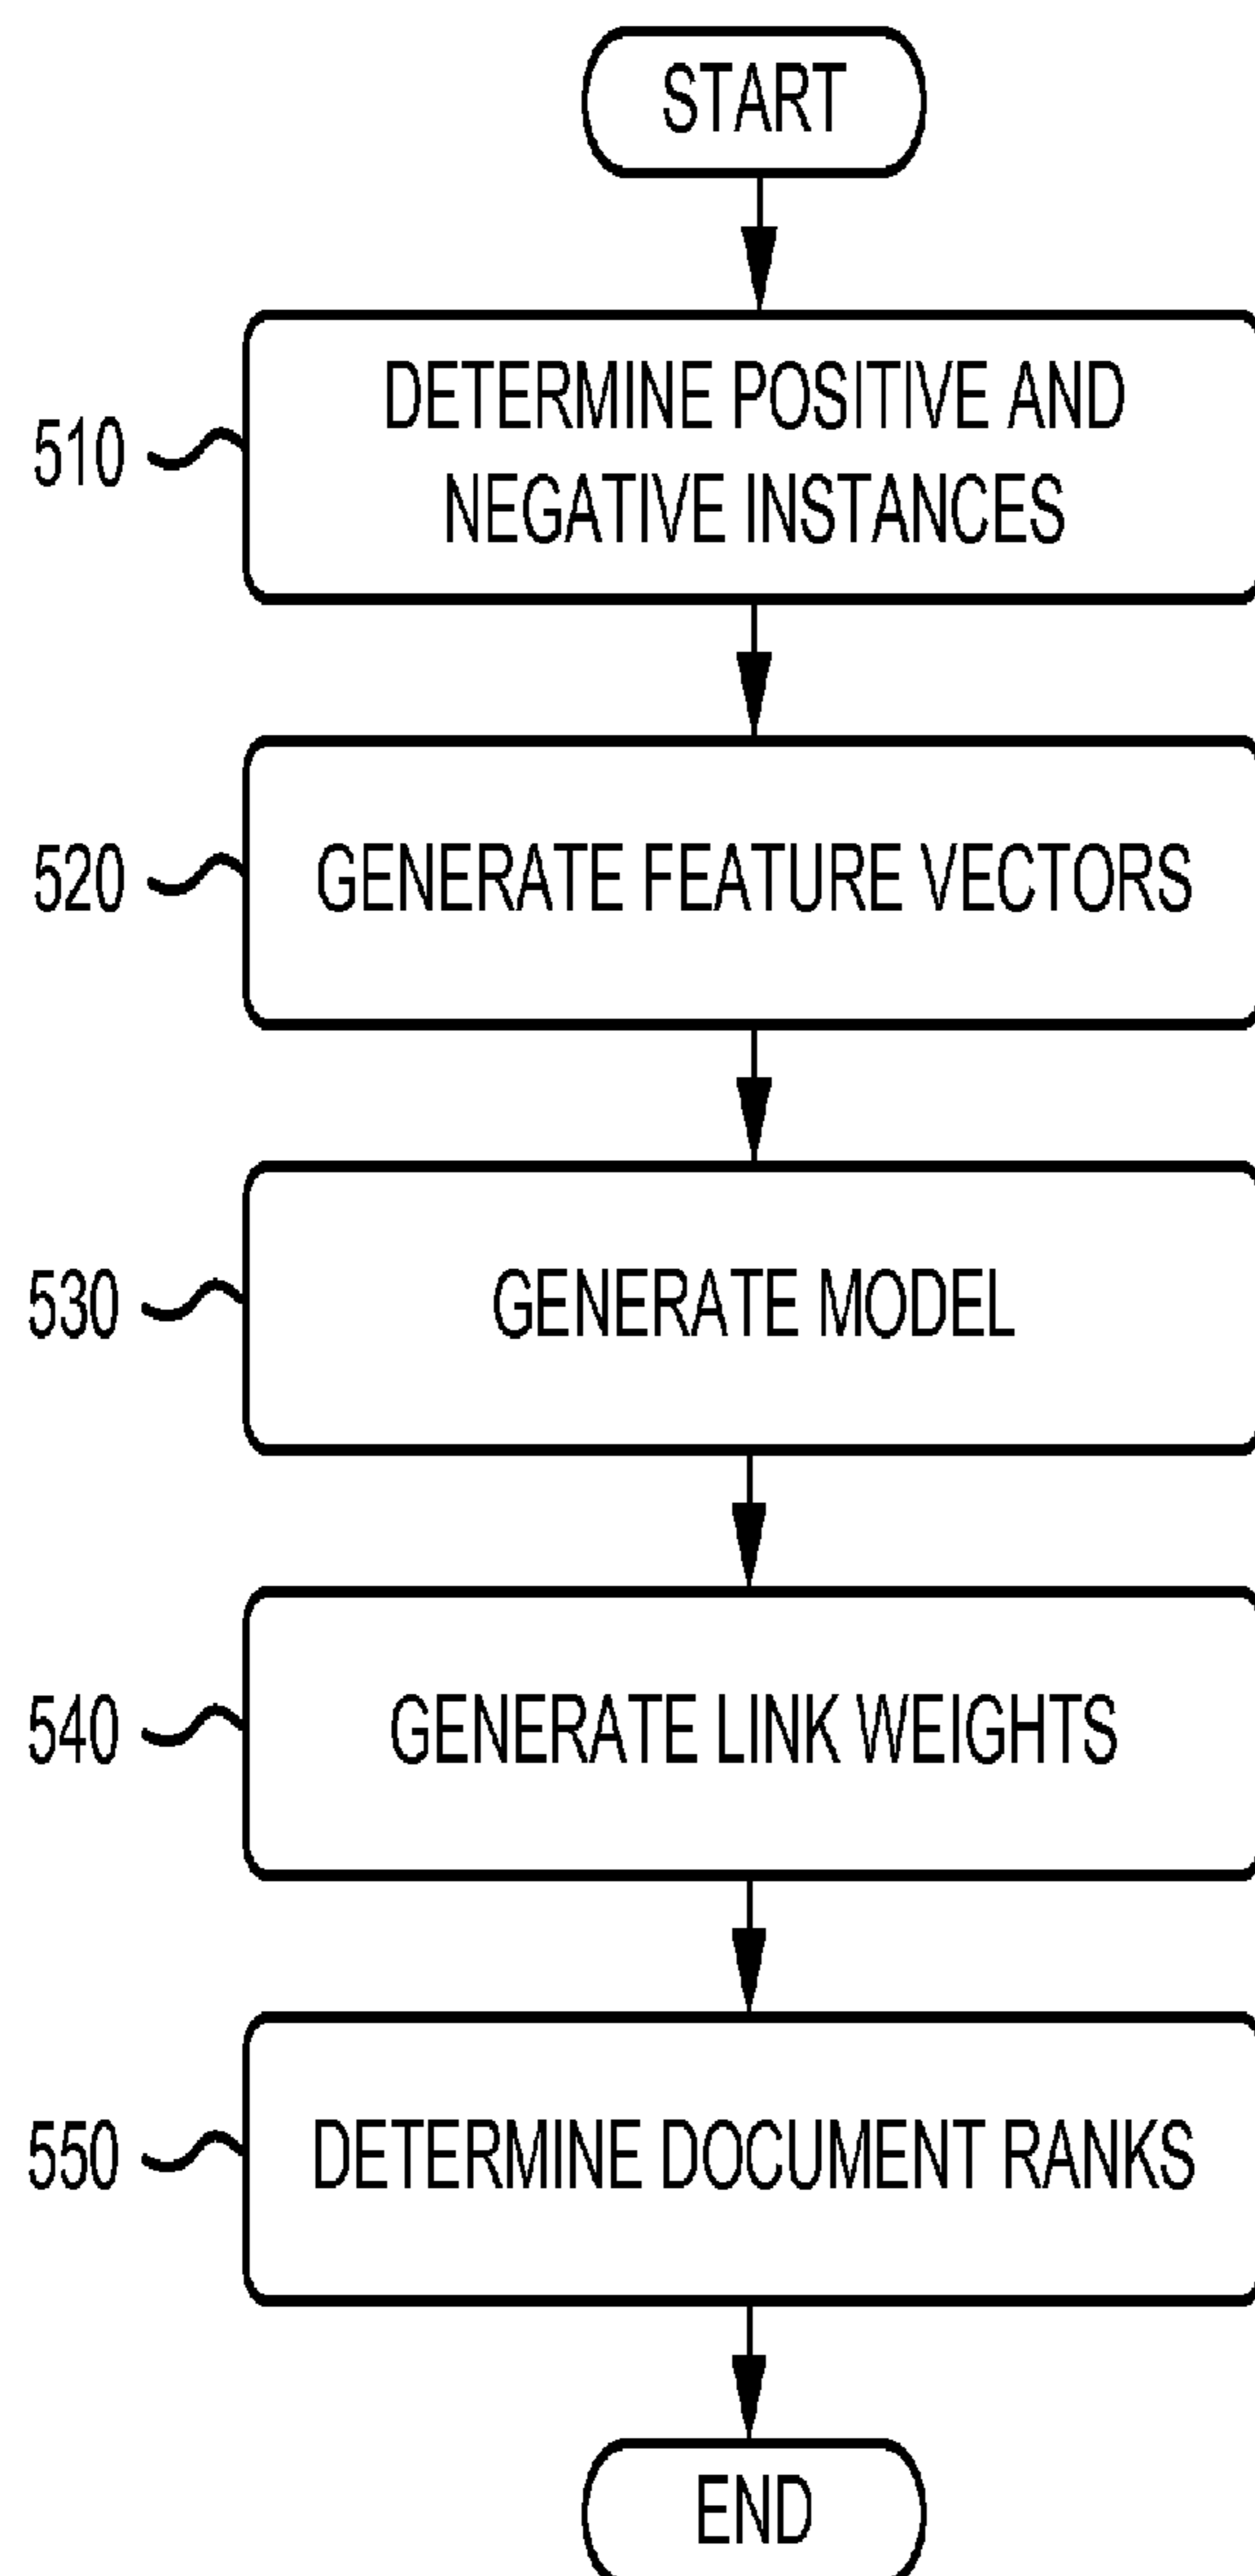 START
510
DETERMINE POSITIVE AND
NEGATIVE INSTANCES
520
GENERATE FEATURE VECTORS
530
GENERATE MODEL
540
GENERATE LINK WEIGHTS
550
DETERMINE DOCUMENT RANKS
END